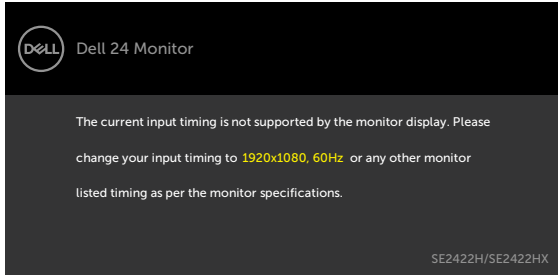 DELL
Dell 24 Monitor
The current input timing is not supported by the monitor display. Please
change your input timing to 1920x1080, 60Hz or any other monitor
listed timing as per the monitor specifications.
SE2422H/SE2422HX